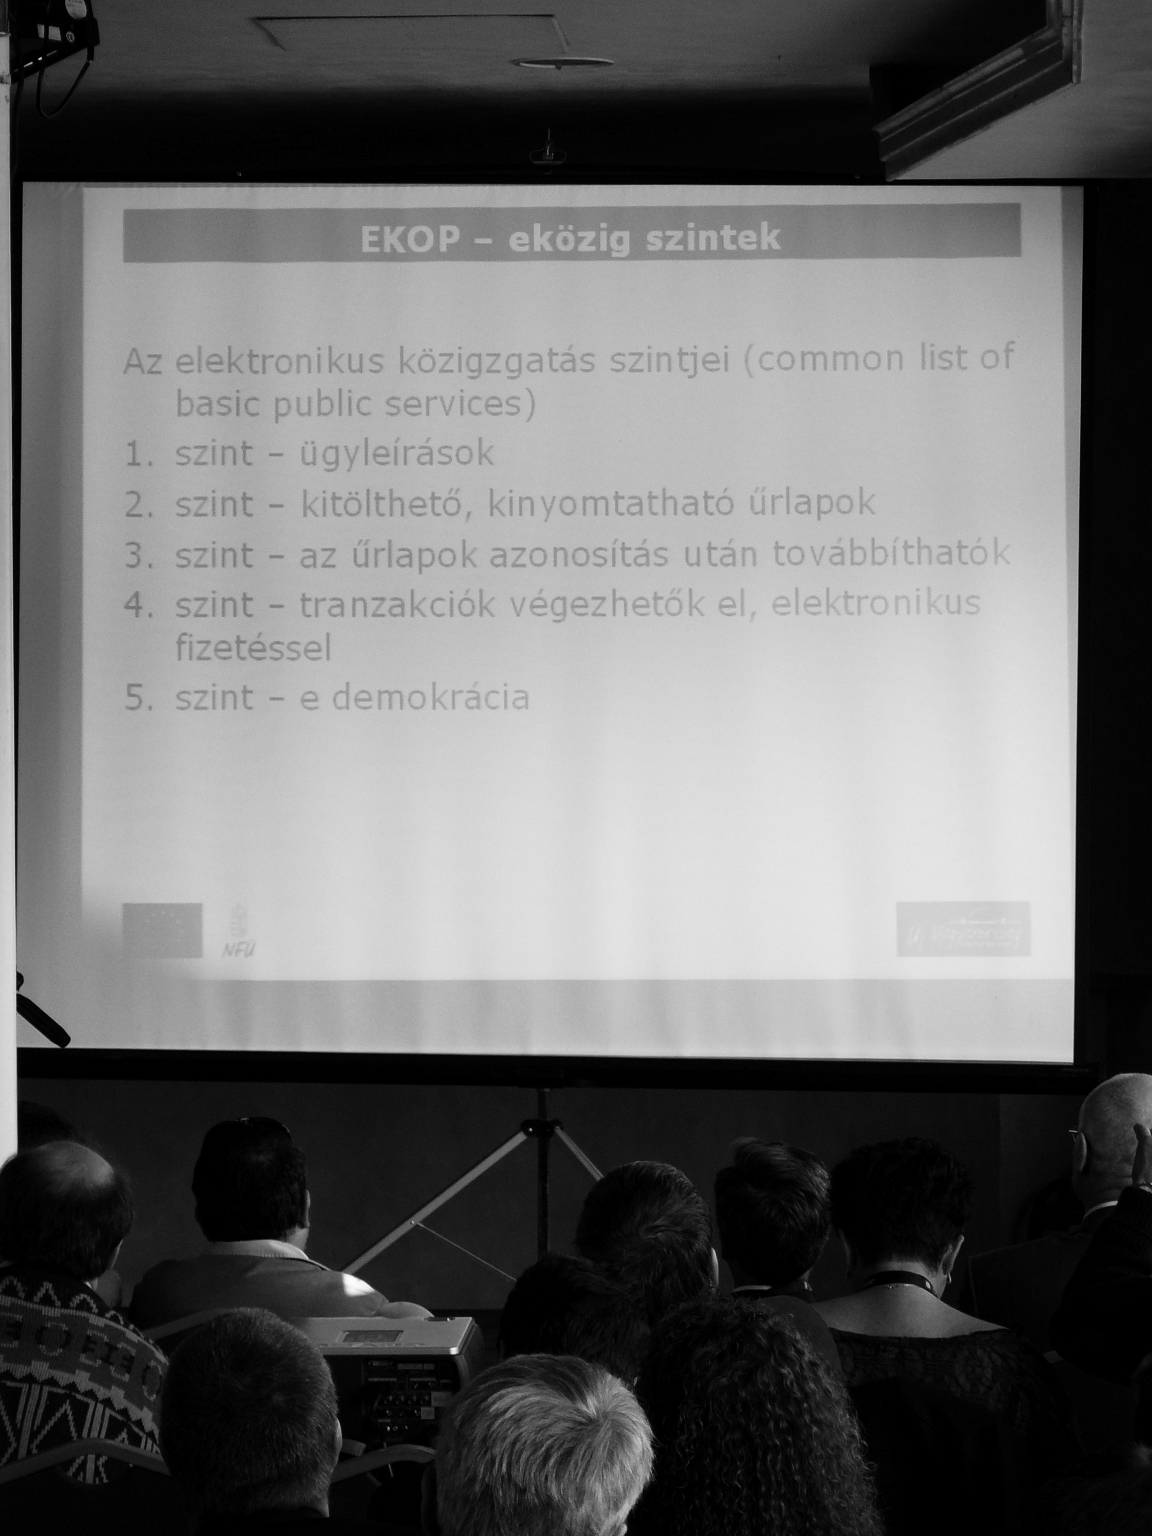 EKOP – eközig szintek
Az elektronikus közigzgatás szintjei (common list of
basic public services)
1. szint – ügyleírások
2. szint – kitölthető, kinyomtatható űrlapok
3. szint – az űrlapok azonosítás után továbbíthatók
4. szint – tranzakciók végezhetők el, elektronikus
fizetéssel
5. szint – e demokrácia
NFÜ